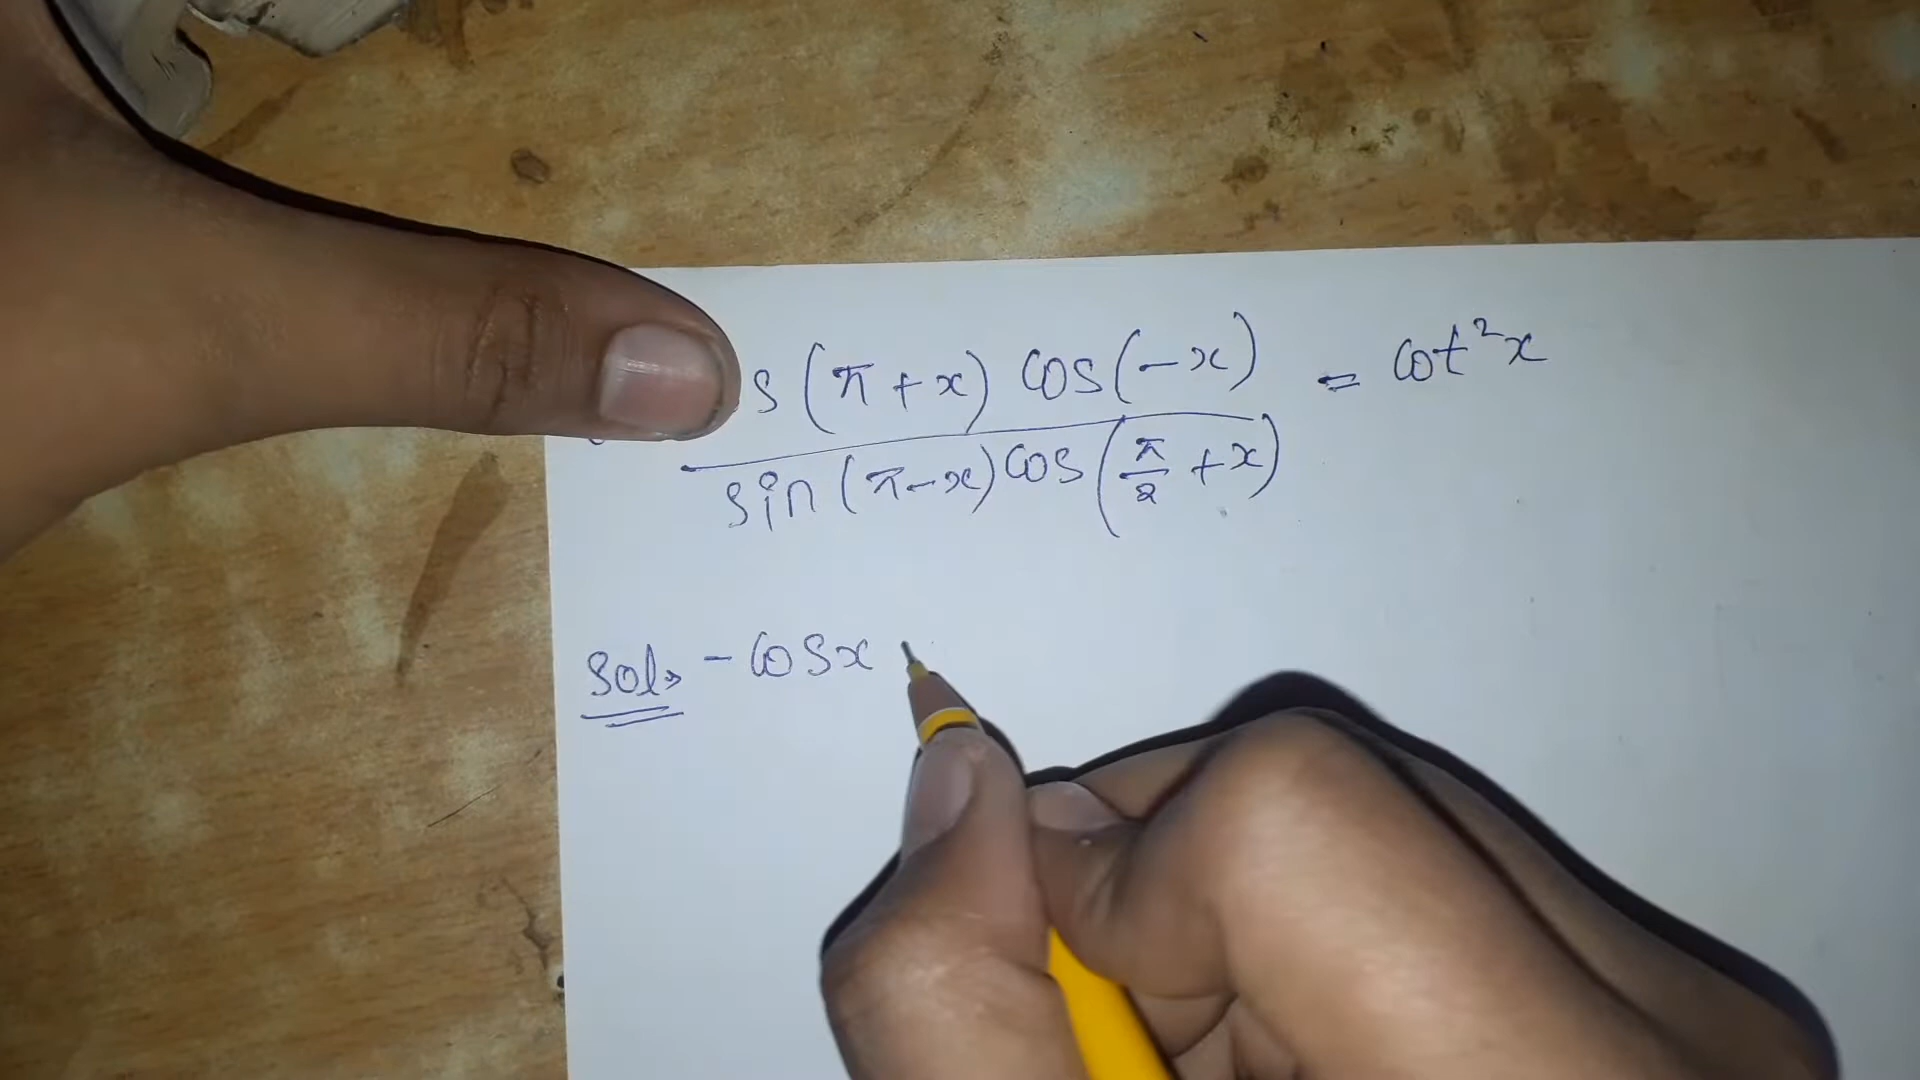 s (π + x) cos (-x) = cot²x
sin (π - x) cos (π/2 + x)
Sol> - cos x